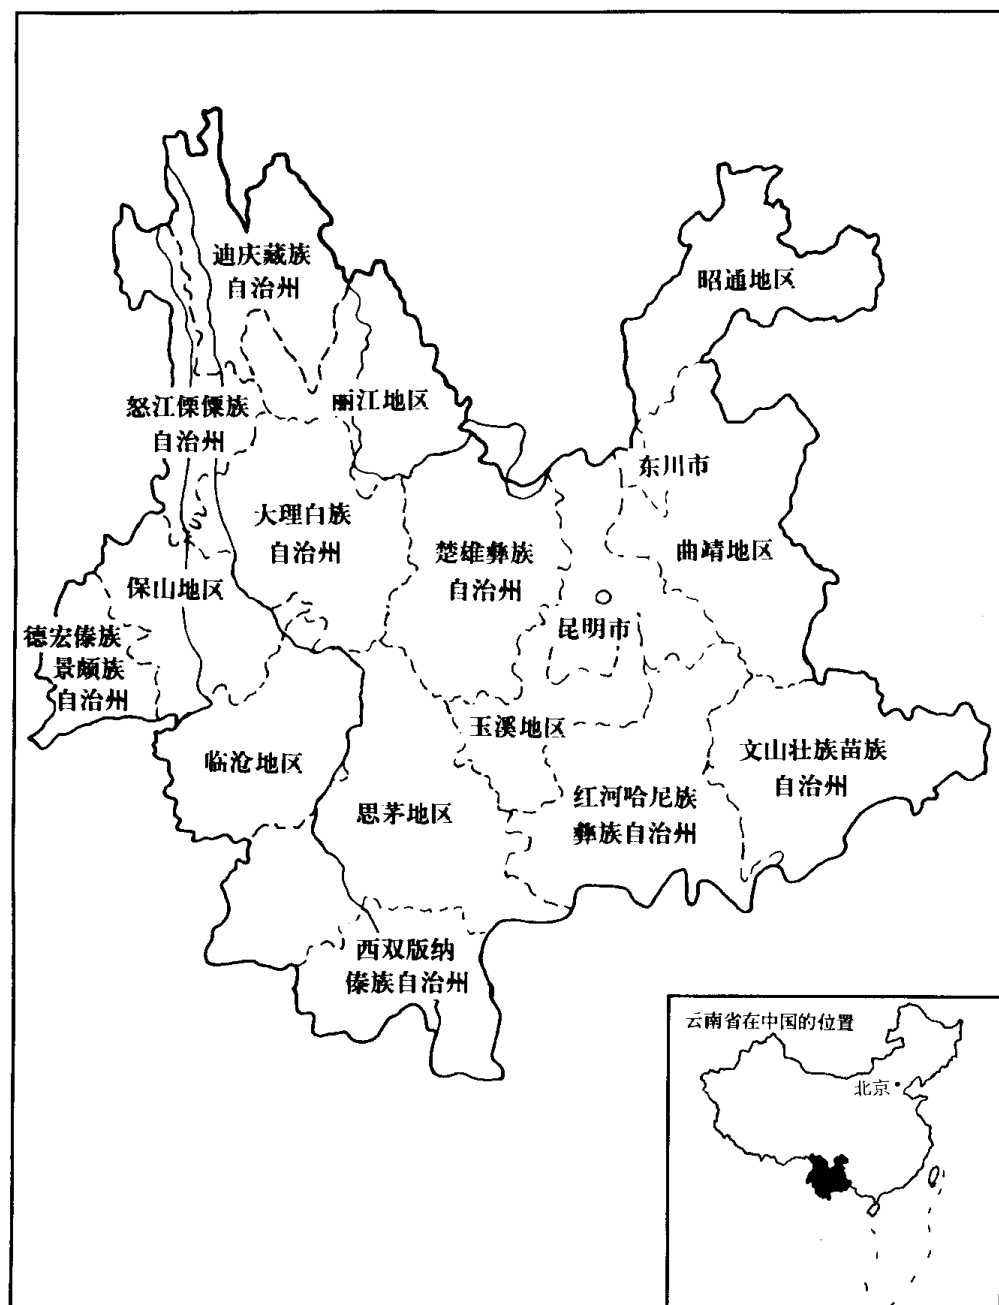 迪庆藏族
自治州
昭通地区
怒江傈僳族
自治州
丽江地区
东川市
大理白族
自治州
楚雄彝族
自治州
曲靖地区
保山地区
昆明市
德宏傣族
景颇族
自治州
玉溪地区
临沧地区
文山壮族苗族
自治州
思茅地区
红河哈尼族
彝族自治州
西双版纳
傣族自治州
云南省在中国的位置
北京